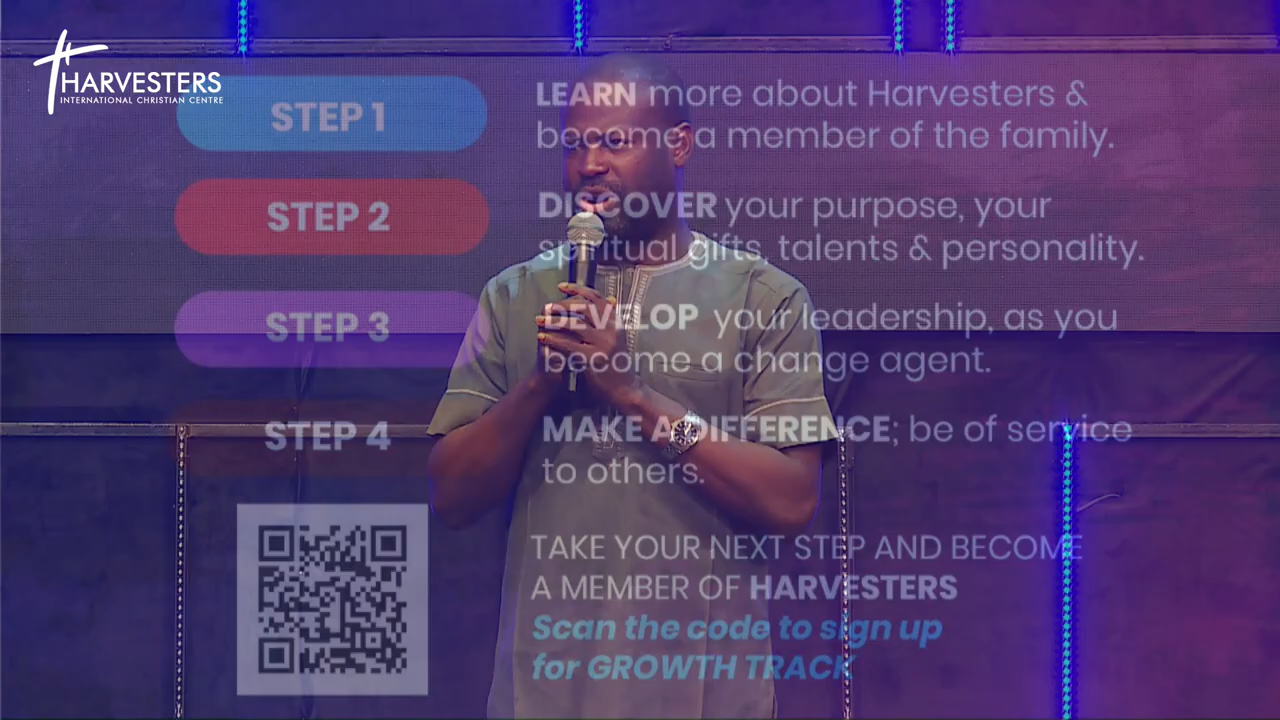 HARVESTERS
INTERNATIONAL CHRISTIAN CENTRE
STEP 1
LEARN more about Harvesters &
become a member of the family.
STEP 2
DISCOVER your purpose, your
spiritual gifts, talents & personality.
STEP 3
DEVELOP your leadership, as you
become a change agent.
STEP 4
MAKE A DIFFERENCE; be of service
to others.
TAKE YOUR NEXT STEP AND BECOME
A MEMBER OF HARVESTERS
Scan the code to sign up
for GROWTH TRACK